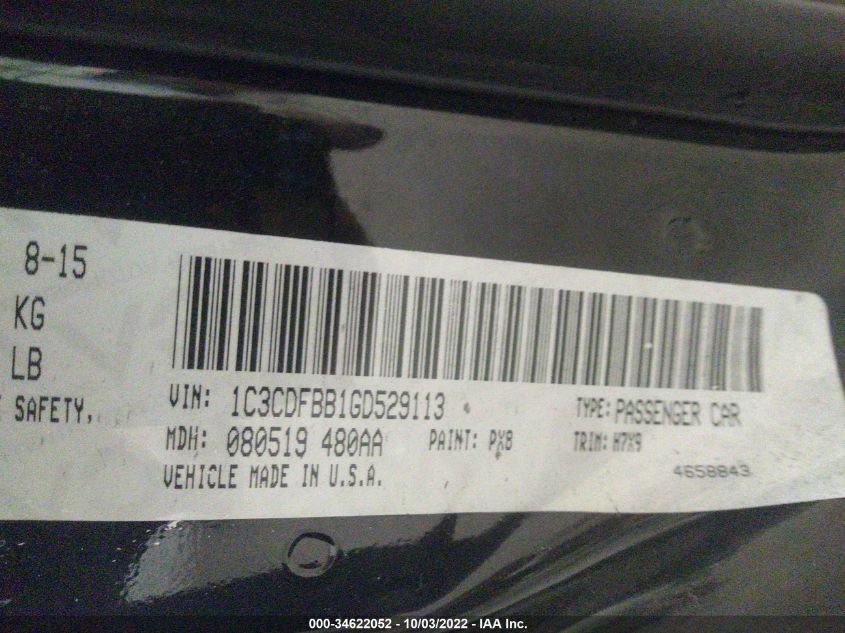 8-15
KG
LB
SAFETY,
VIN: 1C3CDFBB1GD529113 TYPE: PASSENGER CAR
MDH: 080519 480AA PAINT: PX8 TRIM: H7X9
VEHICLE MADE IN U.S.A. 4658843
000-34622052 - 10/03/2022 - IAA Inc.